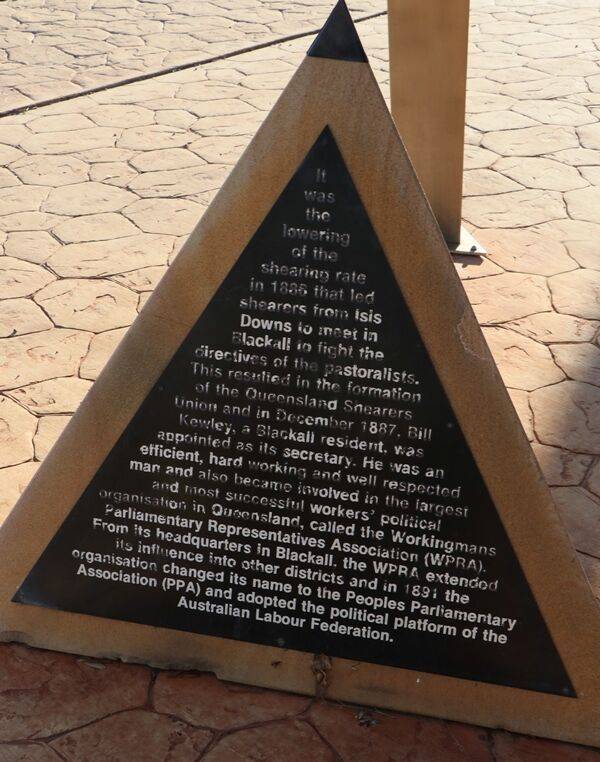 It
was
the
lowering
of the
shearing rate
in 1886 that led
shearers from Isis
Downs to meet in
Blackall to fight the
directives of the pastoralists.
This resulted in the formation
of the Queensland Shearers
Union and in December 1887, Bill
Kewley, a Blackall resident, was
appointed as its secretary. He was an
efficient, hard working and well respected
man and also became involved in the largest
and most successful workers' political
organisation in Queensland, called the Workingmans
Parliamentary Representatives Association (WPRA).
From its headquarters in Blackall, the WPRA extended
its influence into other districts and in 1891 the
organisation changed its name to the Peoples Parliamentary
Association (PPA) and adopted the political platform of the
Australian Labour Federation.